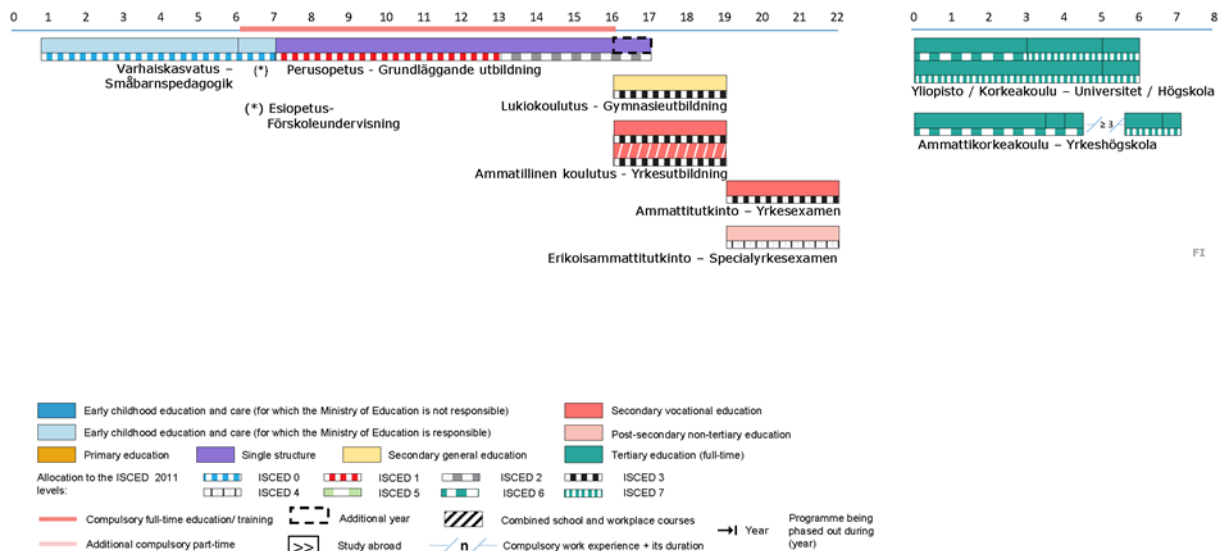 0 1 2 3 4 5 6 7 8 9 10 11 12 13 14 15 16 17 18 19 20 21 22
0 1 2 3 4 5 6 7 8
Varhaiskasvatus –
Småbarnspedagogik
(*) Perusopetus - Grundläggande utbildning
(*) Esiopetus-
Förskoleundervisning
Lukiokoulutus - Gymnasieutbildning
Ammatillinen koulutus - Yrkesutbildning
Ammattitutkinto – Yrkesexamen
Erikoisammattitutkinto – Specialyrkesexamen
Yliopisto / Korkeakoulu – Universitet / Högskola
≥ 3
Ammattikorkeakoulu – Yrkeshögskola
FI
Early childhood education and care (for which the Ministry of Education is not responsible)
Secondary vocational education
Early childhood education and care (for which the Ministry of Education is responsible)
Post-secondary non-tertiary education
Primary education
Single structure
Secondary general education
Tertiary education (full-time)
Allocation to the ISCED 2011
levels:
ISCED 0
ISCED 1
ISCED 2
ISCED 3
ISCED 4
ISCED 5
ISCED 6
ISCED 7
Compulsory full-time education/ training
Additional year
Combined school and workplace courses
Year
Programme being
phased out during
(year)
Additional compulsory part-time
>>
Study abroad
n
Compulsory work experience + its duration